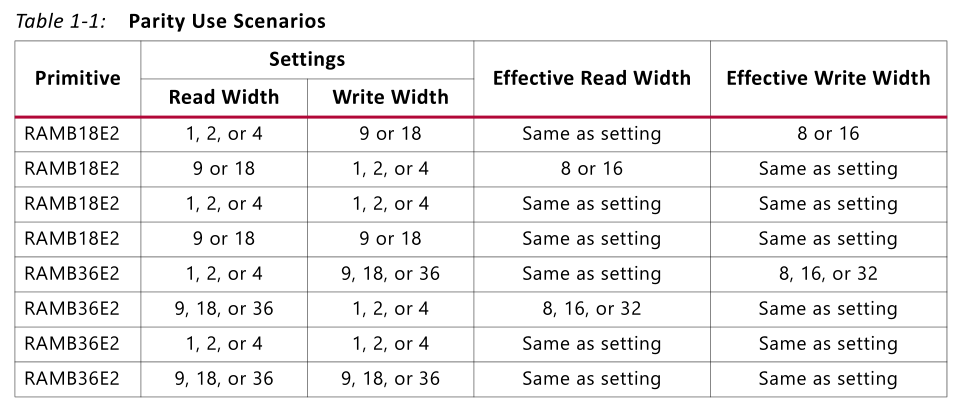 Table 1-1: Parity Use Scenarios
Primitive Settings Effective Read Width Effective Write Width
Read Width Write Width
RAMB18E2 1, 2, or 4 9 or 18 Same as setting 8 or 16
RAMB18E2 9 or 18 1, 2, or 4 8 or 16 Same as setting
RAMB18E2 1, 2, or 4 1, 2, or 4 Same as setting Same as setting
RAMB18E2 9 or 18 9 or 18 Same as setting Same as setting
RAMB36E2 1, 2, or 4 9, 18, or 36 Same as setting 8, 16, or 32
RAMB36E2 9, 18, or 36 1, 2, or 4 8, 16, or 32 Same as setting
RAMB36E2 1, 2, or 4 1, 2, or 4 Same as setting Same as setting
RAMB36E2 9, 18, or 36 9, 18, or 36 Same as setting Same as setting